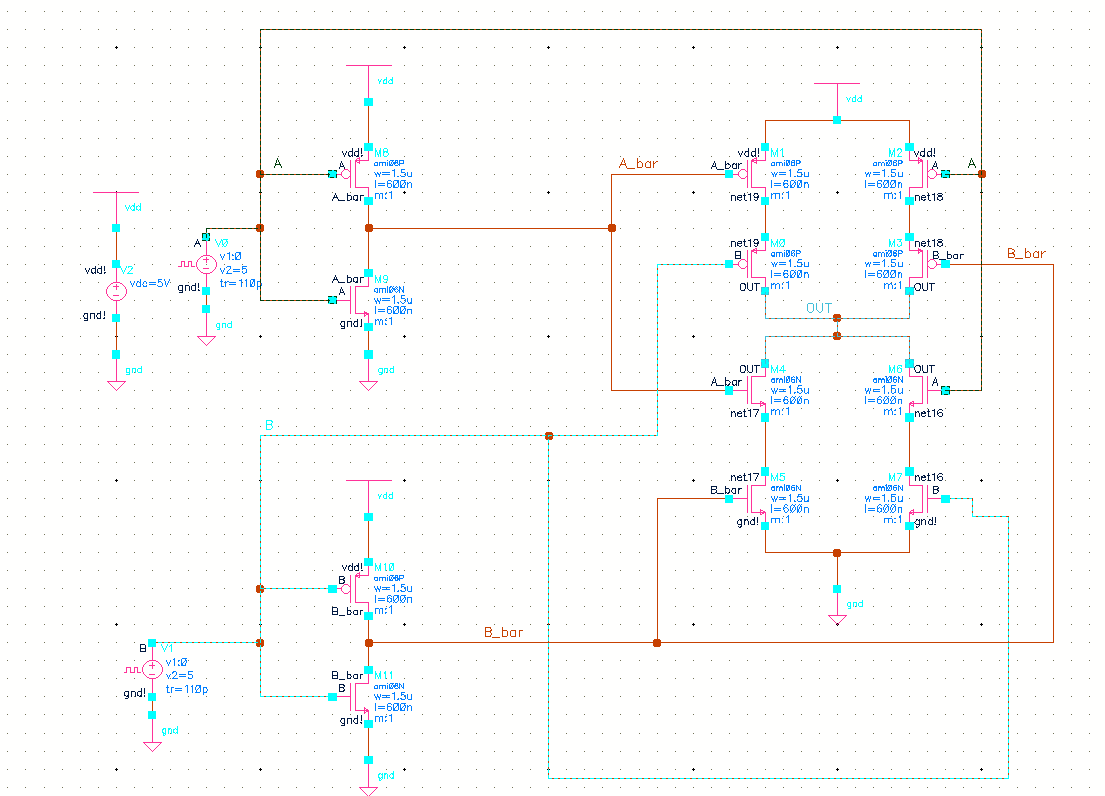 vdd
vdd
A
vdd!
M8
A
ami06P
w=1.5u
l=600n
A_bar
m:1
A_bar
vdd!
M1
A_bar
ami06P
w=1.5u
l=600n
net19
m:1
M2
vdd!
ami06P
A
A
w=1.5u
l=600n
m:1
net18
vdd
vdd!
V2
vdc=5V
gnd!
gnd
A
V0
v1:0
v2=5
tr=110p
gnd!
gnd
A_bar
M9
A
ami06N
w=1.5u
l=600n
gnd!
m:1
gnd
net19
M0
B
ami06P
w=1.5u
l=600n
OUT
m:1
M3
net18
ami06P
B_bar
w=1.5u
l=600n
m:1
OUT
B_bar
OUT
OUT
M4
A_bar
ami06N
w=1.5u
l=600n
net17
m:1
M6
OUT
ami06N
A
w=1.5u
l=600n
m:1
net16
B
net17
M5
B_bar
ami06N
w=1.5u
l=600n
gnd!
m:1
M7
net16
ami06N
B
w=1.5u
l=600n
m:1
gnd!
gnd
vdd
vdd!
M10
B
ami06P
w=1.5u
l=600n
B_bar
m:1
B_bar
B
V1
v1:0
v2=5
tr=110p
gnd!
gnd
B_bar
M11
B
ami06N
w=1.5u
l=600n
gnd!
m:1
gnd